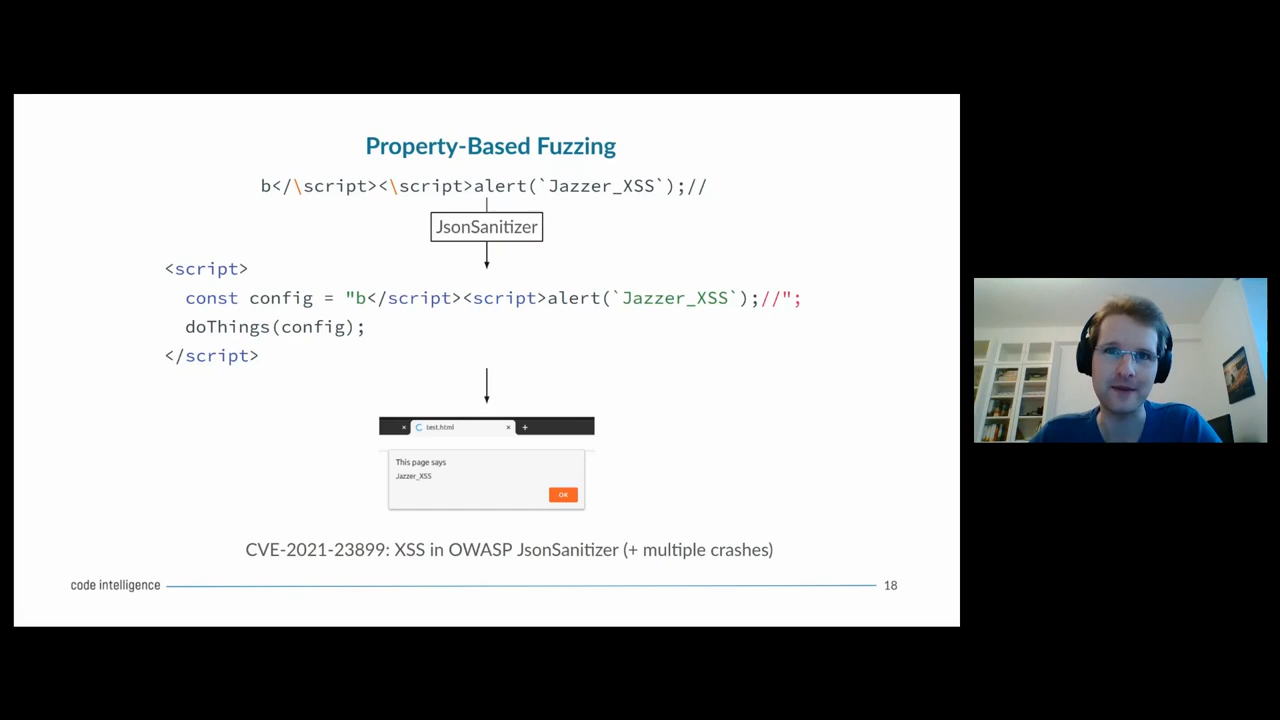 Property-Based Fuzzing
b</\script><\script>alert(`Jazzer_XSS`);//
JsonSanitizer
<script>
const config = "b</script><script>alert(`Jazzer_XSS`);//";
doThings(config);
</script>
test.html
This page says
Jazzer_XSS
OK
CVE-2021-23899: XSS in OWASP JsonSanitizer (+ multiple crashes)
code intelligence
18